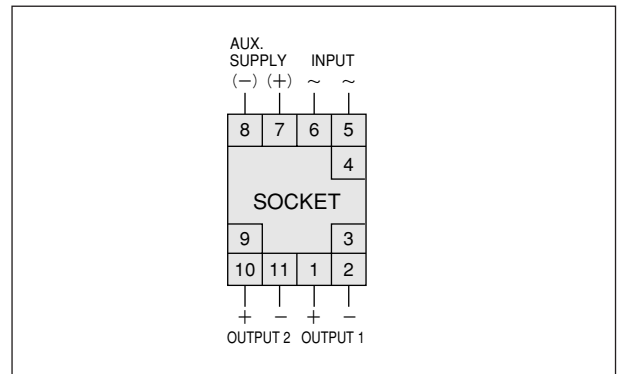 AUX.
SUPPLY INPUT
(−) (+) ~ ~
8 7 6 5
4
SOCKET
9 3
10 11 1 2
+ − + −
OUTPUT 2 OUTPUT 1